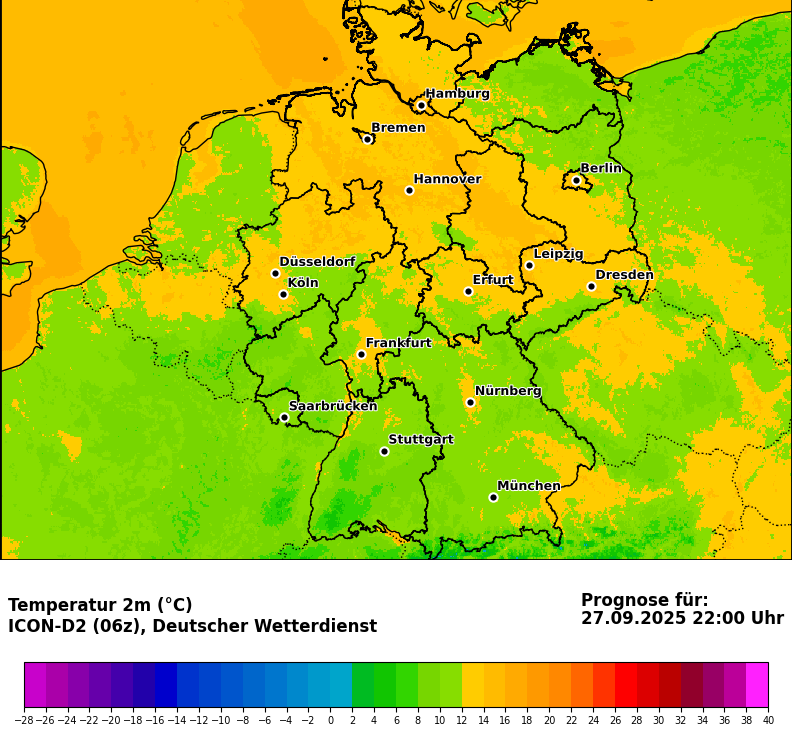 Hamburg
Bremen
Berlin
Hannover
Leipzig
Düsseldorf
Dresden
Köln
Erfurt
Frankfurt
Nürnberg
Saarbrücken
Stuttgart
München
Temperatur 2m (°C)
ICON-D2 (06z), Deutscher Wetterdienst
Prognose für:
27.09.2025 22:00 Uhr
−28 −26 −24 −22 −20 −18 −16 −14 −12 −10 −8 −6 −4 −2 0 2 4 6 8 10 12 14 16 18 20 22 24 26 28 30 32 34 36 38 40